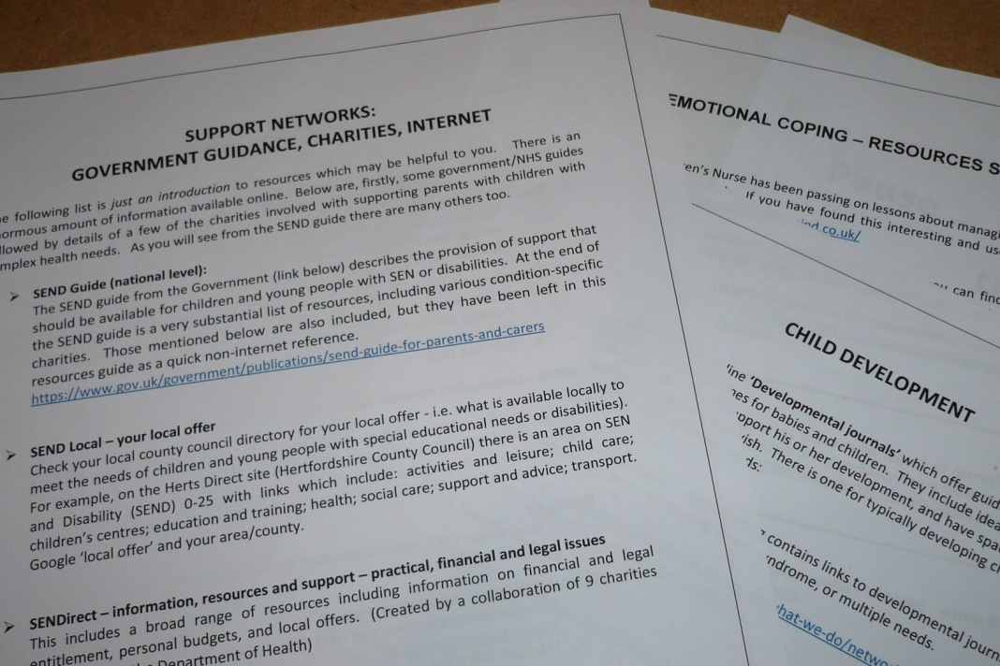 SUPPORT NETWORKS:
GOVERNMENT GUIDANCE, CHARITIES, INTERNET
following list is just an introduction to resources which may be helpful to you. There is an
amount of information available online. Below are, firstly, some government/NHS guides
by details of a few of the charities involved with supporting parents with children with
health needs. As you will see from the SEND guide there are many others too.
➢ SEND Guide (national level):
The SEND guide from the Government (link below) describes the provision of support that
should be available for children and young people with SEN or disabilities. At the end of
the SEND guide is a very substantial list of resources, including various condition-specific
charities. Those mentioned below are also included, but they have been left in this
resources guide as a quick non-internet reference.
https://www.gov.uk/government/publications/send-guide-for-parents-and-carers
➢ SEND Local – your local offer
Check your local county council directory for your local offer - i.e. what is available locally to
meet the needs of children and young people with special educational needs or disabilities).
For example, on the Herts Direct site (Hertfordshire County Council) there is an area on SEN
and Disability (SEND) 0-25 with links which include: activities and leisure; child care;
children's centres; education and training; health; social care; support and advice; transport.
Google 'local offer' and your area/county.
➢ SENDirect – information, resources and support – practical, financial and legal issues
This includes a broad range of resources including information on financial and legal
entitlement, personal budgets, and local offers. (Created by a collaboration of 9 charities
Department of Health)
EMOTIONAL COPING – RESOURCES S
en's Nurse has been passing on lessons about managi
If you have found this interesting and us
ind.co.uk/
can find
CHILD DEVELOPMENT
ine 'Developmental journals' which offer guid
es for babies and children. They include idea
pport his or her development, and have spa
ish. There is one for typically developing c
ds:
contains links to developmental journ
ndrome, or multiple needs.
hat-we-do/netwo